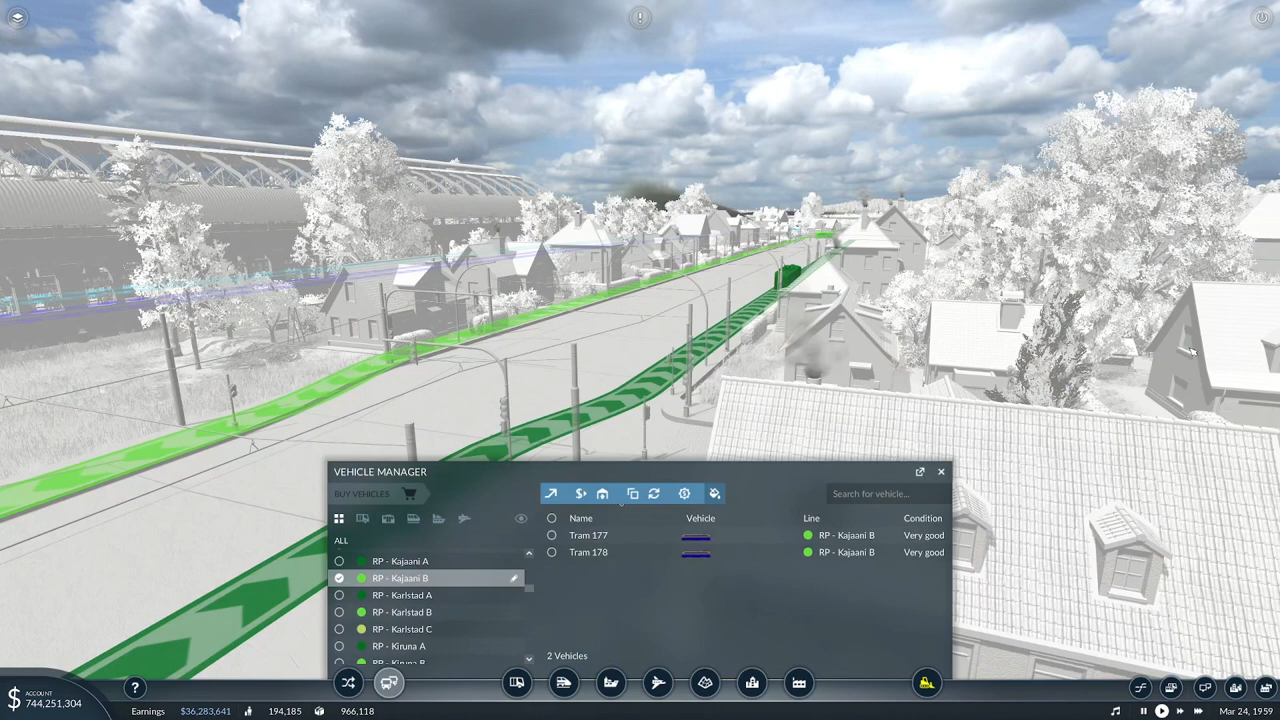 VEHICLE MANAGER
BUY VEHICLES
Search for vehicle...
Name Vehicle Line Condition
ALL
Tram 177 RP - Kajaani B Very good
Tram 178 RP - Kajaani B Very good
RP - Kajaani A
RP - Kajaani B
RP - Karlstad A
RP - Karlstad B
RP - Karlstad C
RP - Kiruna A
RP - Kiruna B
2 Vehicles
$ ACCOUNT
744,251,304
?
Earnings $36,283,641 194,185 966,118
Mar 24, 1959